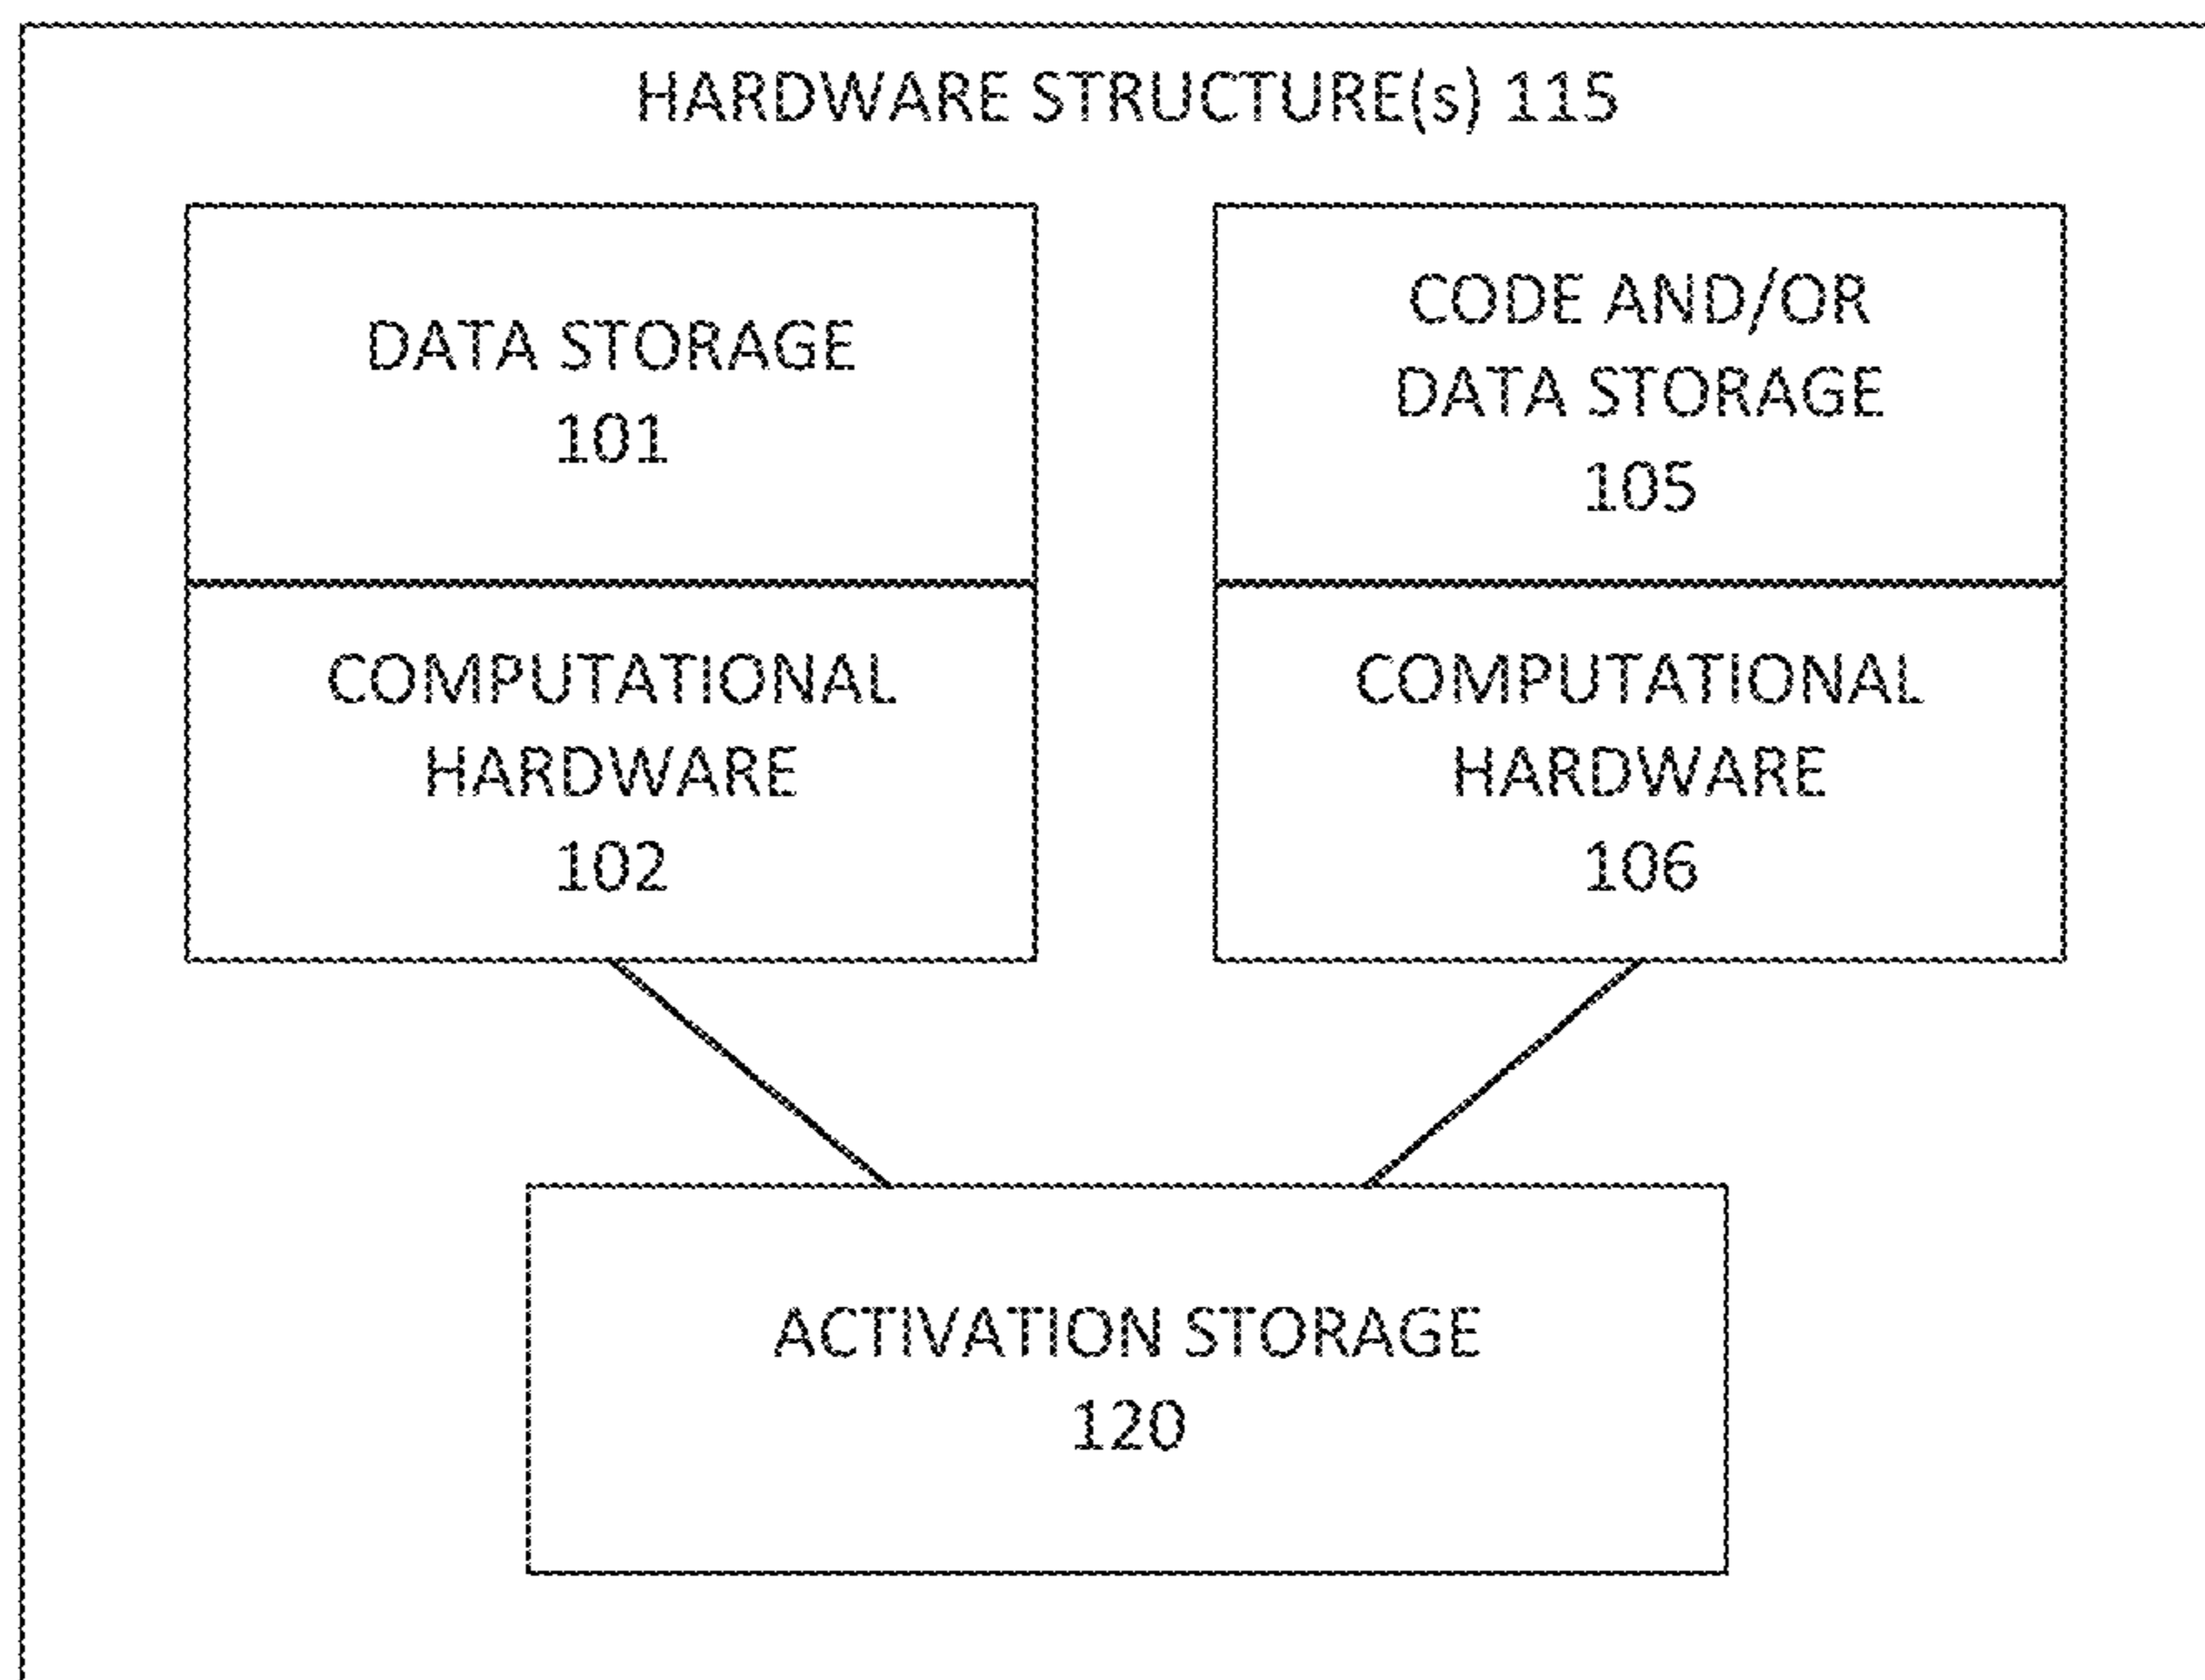 HARDWARE STRUCTURE(s) 115
DATA STORAGE
101
CODE AND/OR
DATA STORAGE
105
COMPUTATIONAL
HARDWARE
102
COMPUTATIONAL
HARDWARE
106
ACTIVATION STORAGE
120